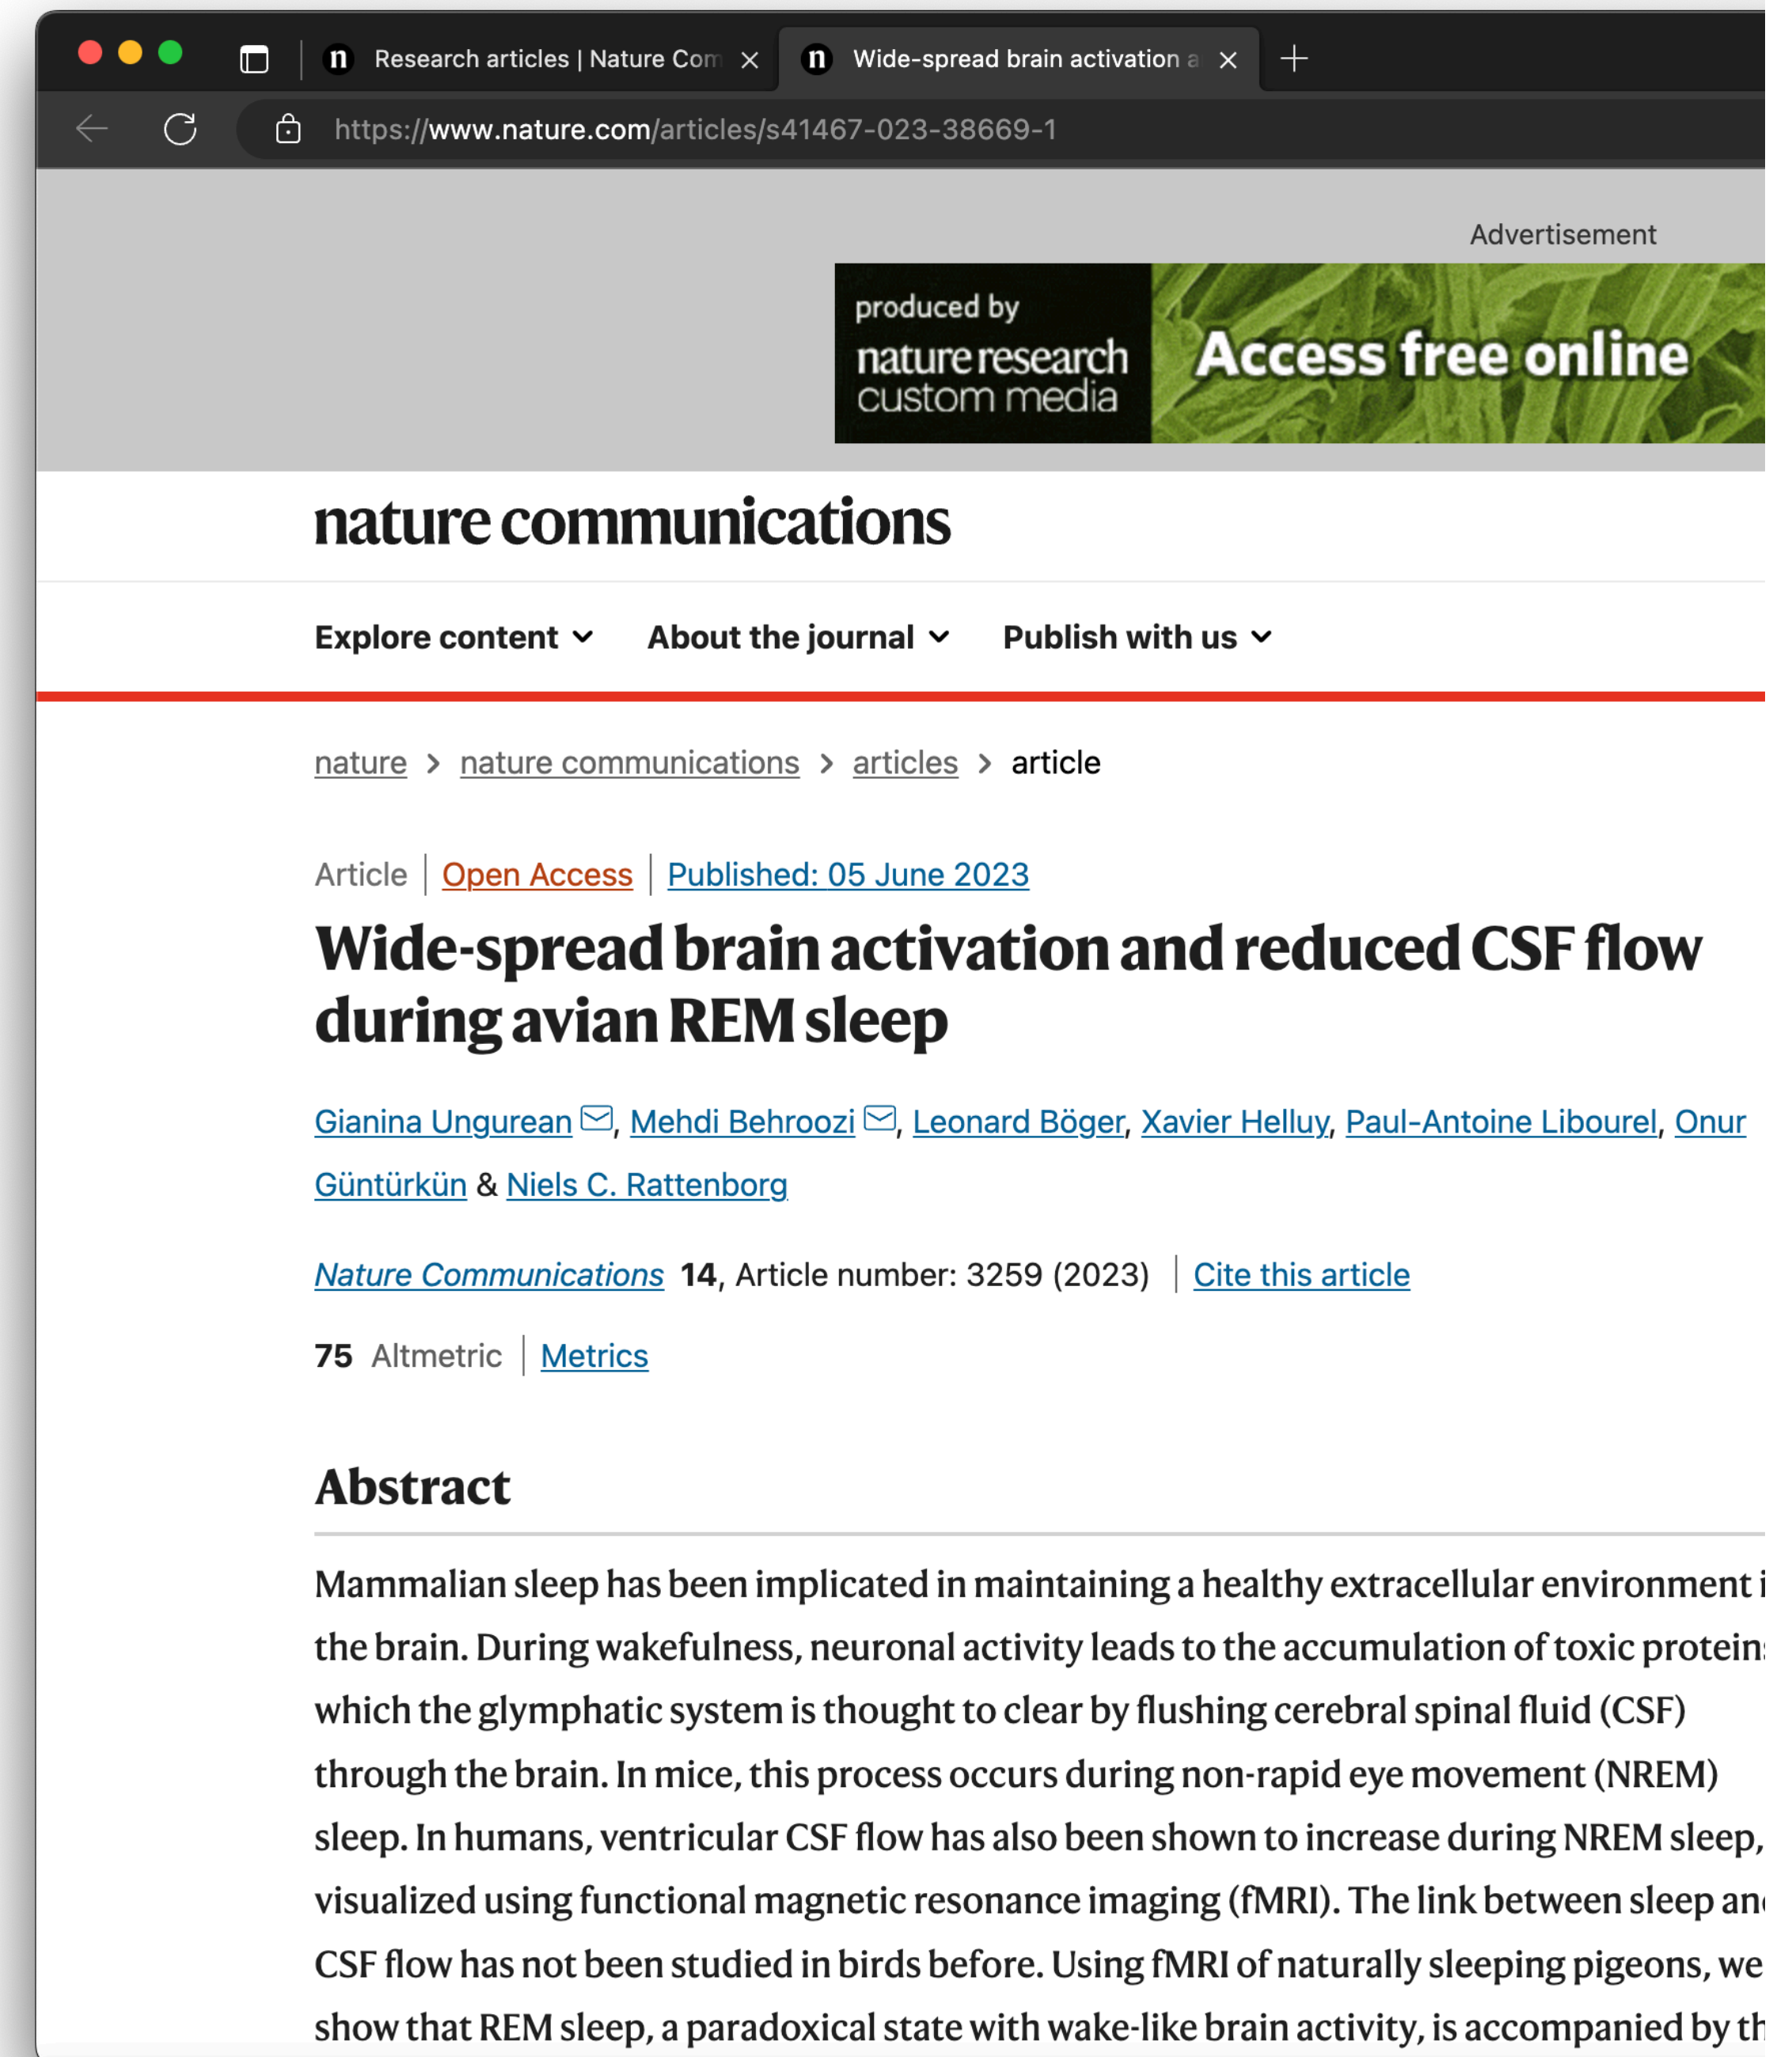 Research articles | Nature Com
Wide-spread brain activation a
https://www.nature.com/articles/s41467-023-38669-1
Advertisement
produced by
nature research
custom media
Access free online
nature communications
Explore content About the journal Publish with us
nature > nature communications > articles > article
Article | Open Access | Published: 05 June 2023
Wide-spread brain activation and reduced CSF flow
during avian REM sleep
Gianina Ungurean, Mehdi Behroozi, Leonard Böger, Xavier Helluy, Paul-Antoine Libourel, Onur
Güntürkün & Niels C. Rattenborg
Nature Communications 14, Article number: 3259 (2023) | Cite this article
75 Altmetric | Metrics
Abstract
Mammalian sleep has been implicated in maintaining a healthy extracellular environment
the brain. During wakefulness, neuronal activity leads to the accumulation of toxic proteins
which the glymphatic system is thought to clear by flushing cerebral spinal fluid (CSF)
through the brain. In mice, this process occurs during non-rapid eye movement (NREM)
sleep. In humans, ventricular CSF flow has also been shown to increase during NREM sleep,
visualized using functional magnetic resonance imaging (fMRI). The link between sleep and
CSF flow has not been studied in birds before. Using fMRI of naturally sleeping pigeons, we
show that REM sleep, a paradoxical state with wake-like brain activity, is accompanied by th